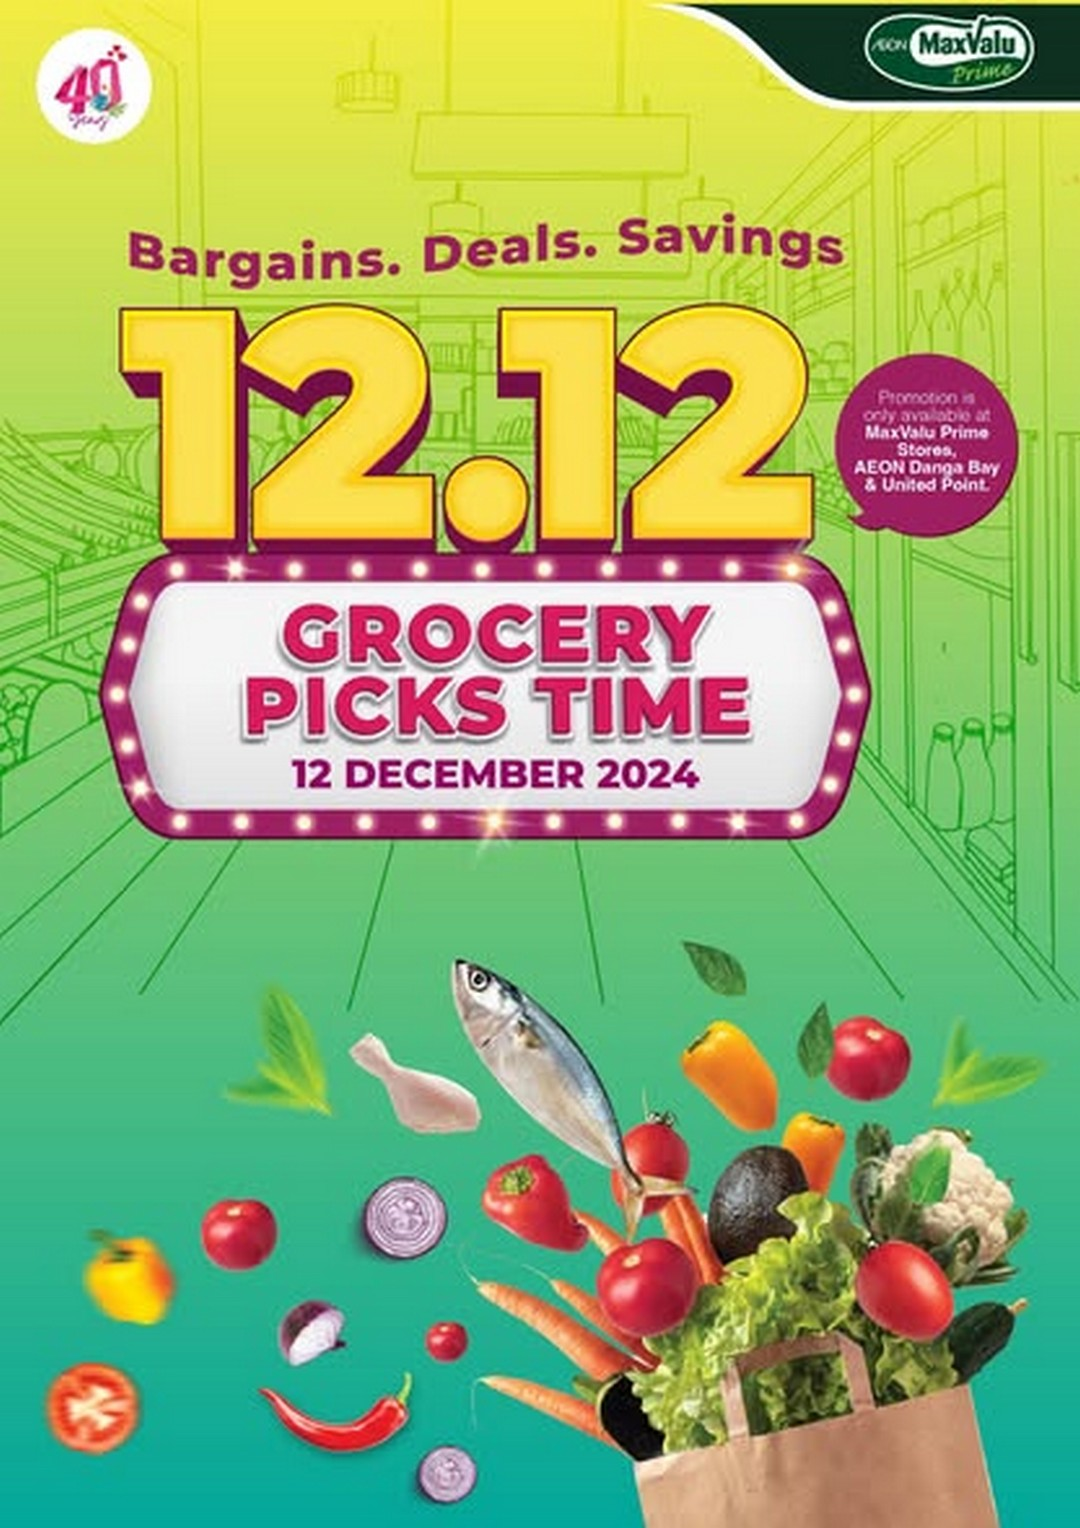 40
Years
AEON MaxValu
Prime
Bargains. Deals. Savings
12.12
Promotion is
only available at
MaxValu Prime
Stores,
AEON Danga Bay
& United Point.
GROCERY
PICKS TIME
12 DECEMBER 2024